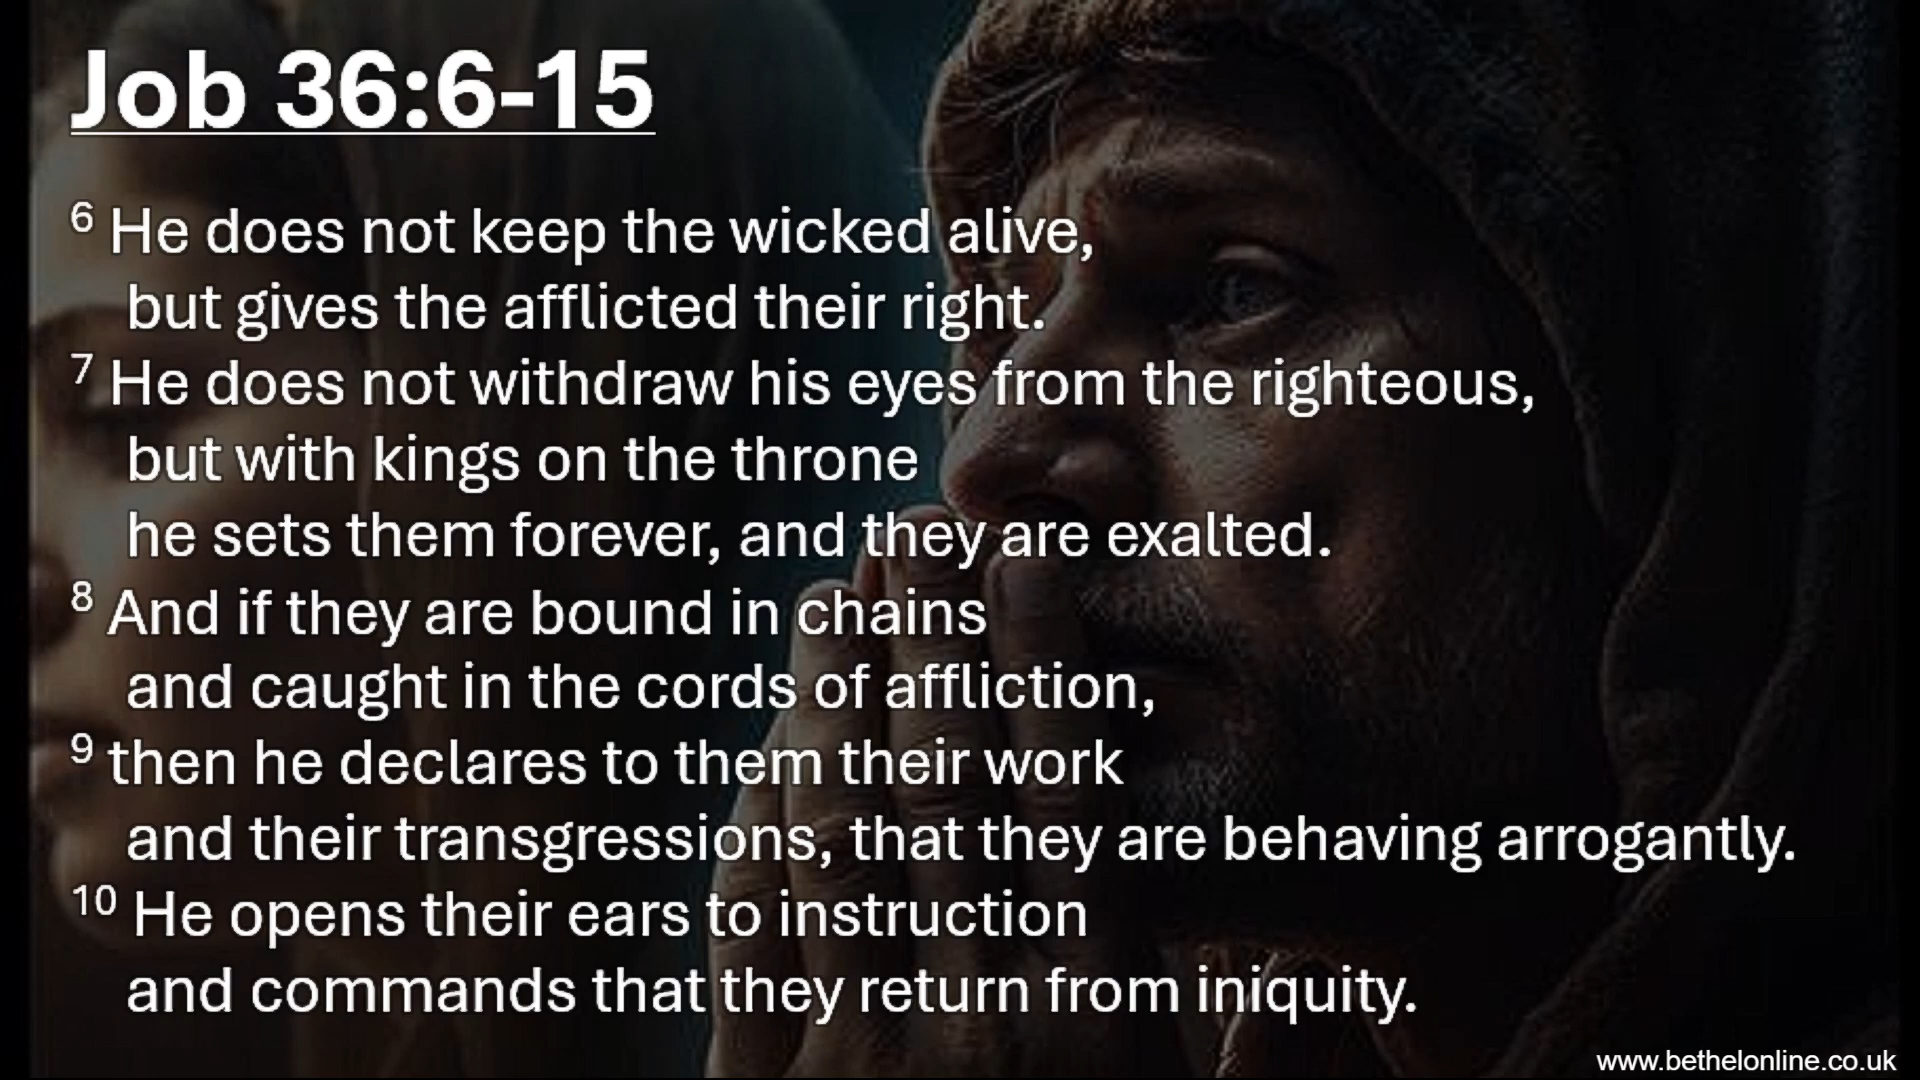 Job 36:6-15
6 He does not keep the wicked alive,
but gives the afflicted their right.
7 He does not withdraw his eyes from the righteous,
but with kings on the throne
he sets them forever, and they are exalted.
8 And if they are bound in chains
and caught in the cords of affliction,
9 then he declares to them their work
and their transgressions, that they are behaving arrogantly.
10 He opens their ears to instruction
and commands that they return from iniquity.
www.bethelonline.co.uk